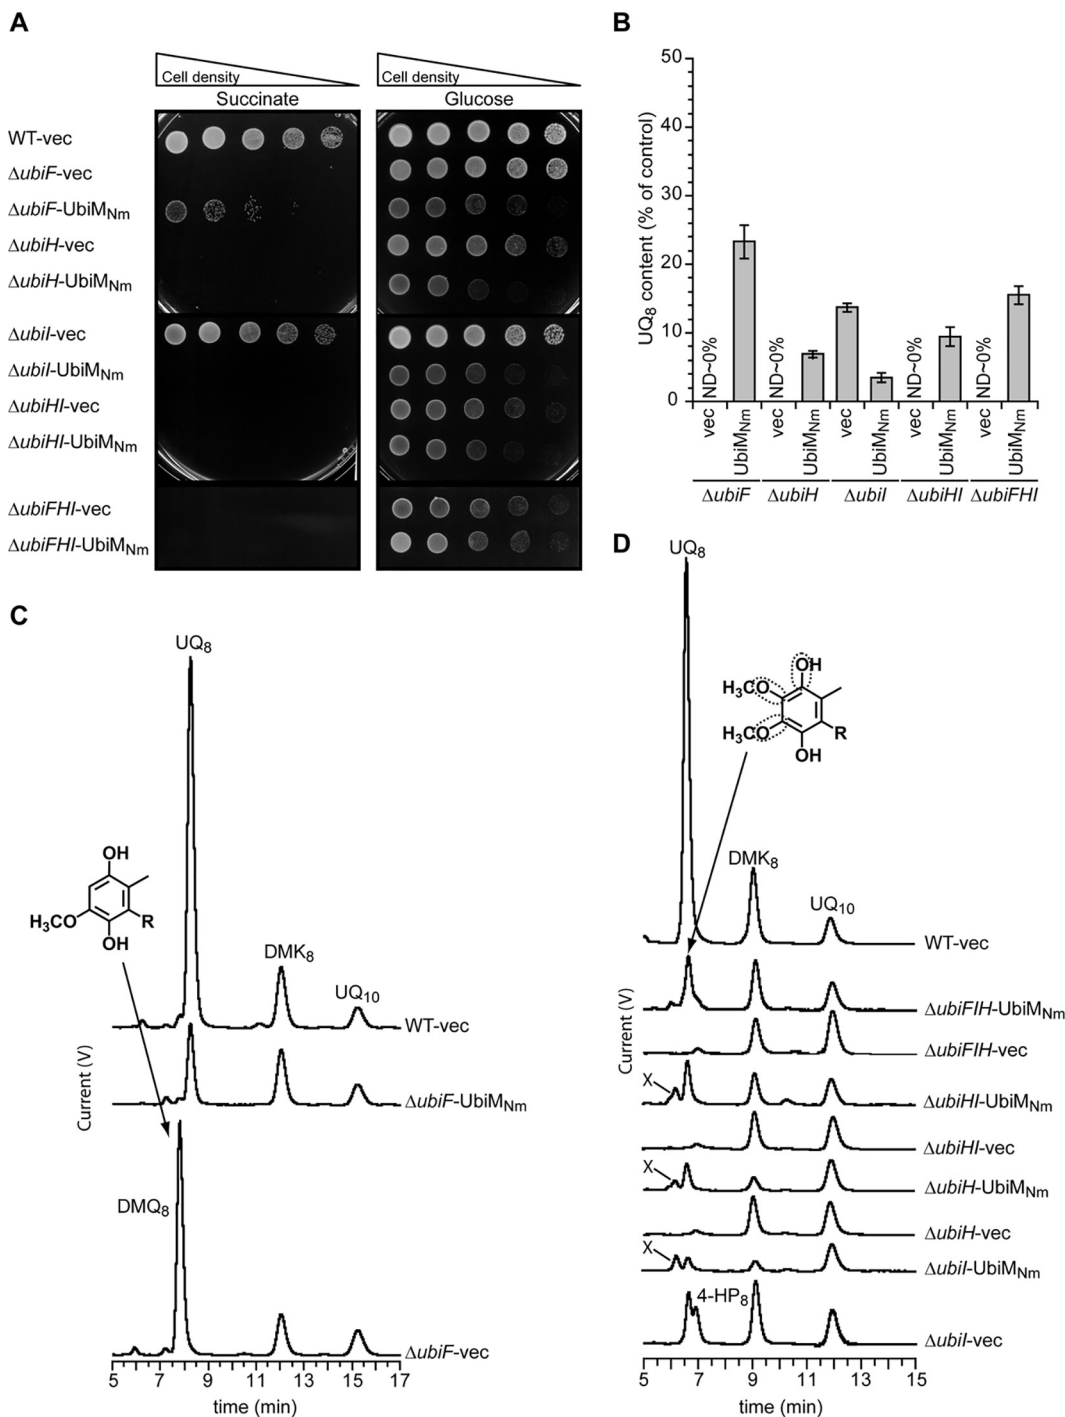 A
Cell density
Cell density
Succinate
Glucose
WT-vec
ΔubiF-vec
ΔubiF-UbiMNm
ΔubiH-vec
ΔubiH-UbiMNm
ΔubiI-vec
ΔubiI-UbiMNm
ΔubiHI-vec
ΔubiHI-UbiMNm
ΔubiFHI-vec
ΔubiFHI-UbiMNm
B
UQ8 content (% of control)
50
40
30
20
10
0
ND~0%
ND~0%
ND~0%
ND~0%
vec
UbiMNm
vec
UbiMNm
vec
UbiMNm
vec
UbiMNm
vec
UbiMNm
ΔubiF
ΔubiH
ΔubiI
ΔubiHI
ΔubiFHI
C
UQ8
OH
H3CO
R
OH
DMK8
UQ10
WT-vec
Current (V)
ΔubiF-UbiMNm
DMQ8
ΔubiF-vec
5 7 9 11 13 15 17
time (min)
D
UQ8
OH
H3CO
H3CO
R
OH
DMK8
UQ10
WT-vec
Current (V)
ΔubiFIH-UbiMNm
ΔubiFIH-vec
X
ΔubiHI-UbiMNm
ΔubiHI-vec
X
ΔubiH-UbiMNm
ΔubiH-vec
X
ΔubiI-UbiMNm
4-HP8
ΔubiI-vec
5 7 9 11 13 15
time (min)